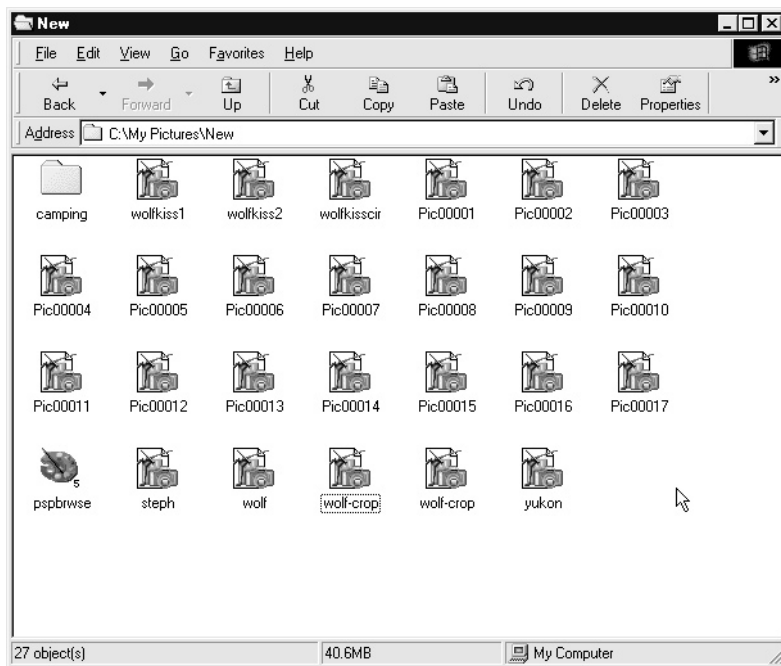 New
File Edit View Go Favorites Help
Back Forward Up Cut Copy Paste Undo Delete Properties »
Address C:\My Pictures\New
camping wolfkiss1 wolfkiss2 wolfkisscir Pic00001 Pic00002 Pic00003
Pic00004 Pic00005 Pic00006 Pic00007 Pic00008 Pic00009 Pic00010
Pic00011 Pic00012 Pic00013 Pic00014 Pic00015 Pic00016 Pic00017
5
pspbrwse steph wolf wolf-crop wolf-crop yukon
27 object(s) 40.6MB My Computer